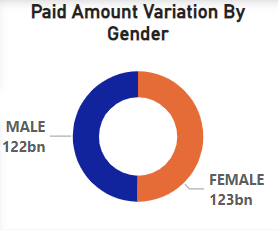 Paid Amount Variation By
Gender
MALE
122bn
FEMALE
123bn